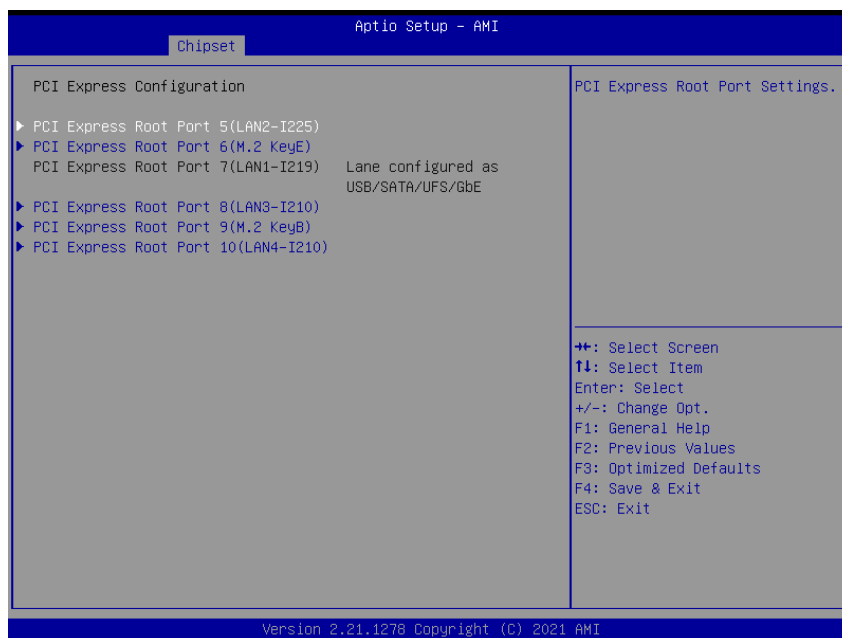 Aptio Setup – AMI
Chipset
PCI Express Configuration
PCI Express Root Port 5(LAN2-I225)
PCI Express Root Port 6(M.2 KeyE)
PCI Express Root Port 7(LAN1-I219) Lane configured as
USB/SATA/UFS/GbE
PCI Express Root Port 8(LAN3-I210)
PCI Express Root Port 9(M.2 KeyB)
PCI Express Root Port 10(LAN4-I210)
PCI Express Root Port Settings.
→←: Select Screen
↑↓: Select Item
Enter: Select
+/-: Change Opt.
F1: General Help
F2: Previous Values
F3: Optimized Defaults
F4: Save & Exit
ESC: Exit
Version 2.21.1278 Copyright (C) 2021 AMI